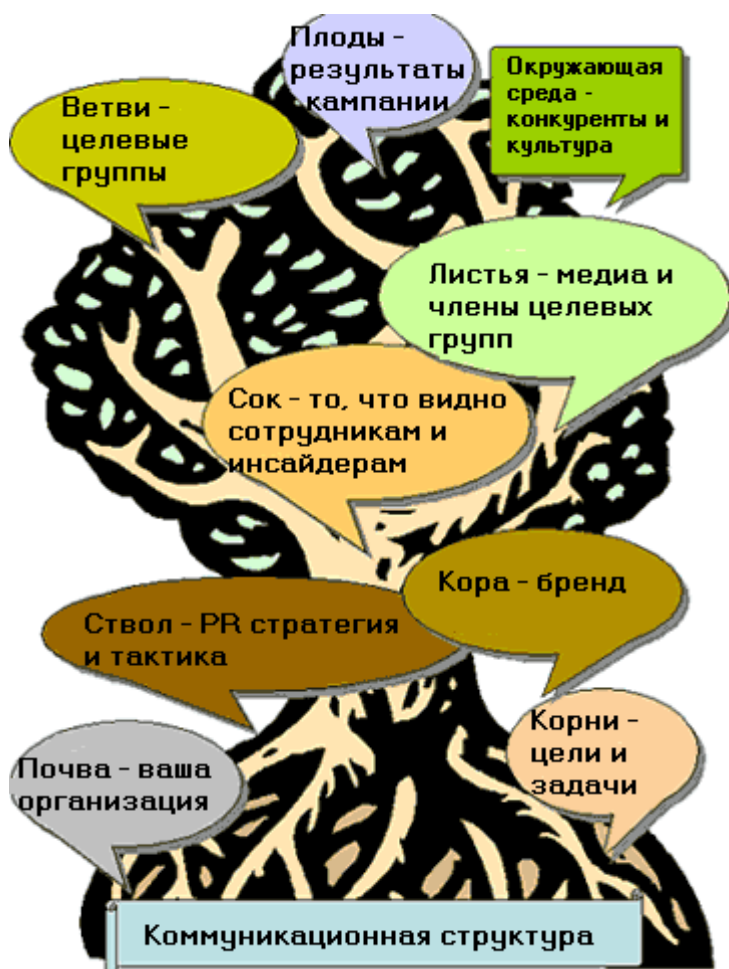 Плоды -
результаты
кампании
Окружающая
среда -
конкуренты и
культура
Ветви -
целевые
группы
Листья - медиа и
члены целевых
групп
Сок - то, что видно
сотрудникам и
инсайдерам
Кора - бренд
Ствол - PR стратегия
и тактика
Корни -
цели и
задачи
Почва - ваша
организация
Коммуникационная структура